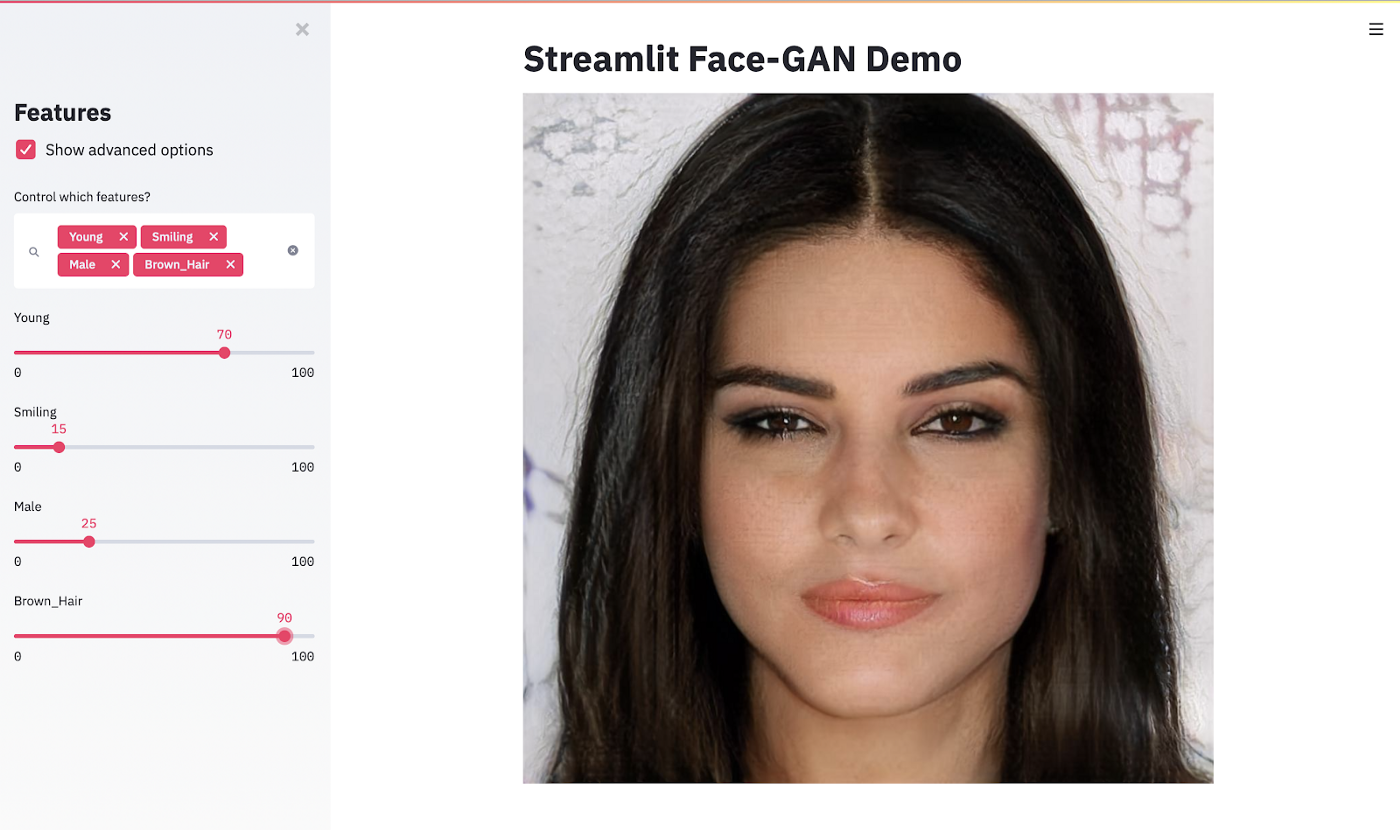 Streamlit Face-GAN Demo
Features
Show advanced options
Control which features?
Young Smiling
Male Brown_Hair
Young
70
0 100
Smiling
15
0 100
Male
25
0 100
Brown_Hair
90
0 100